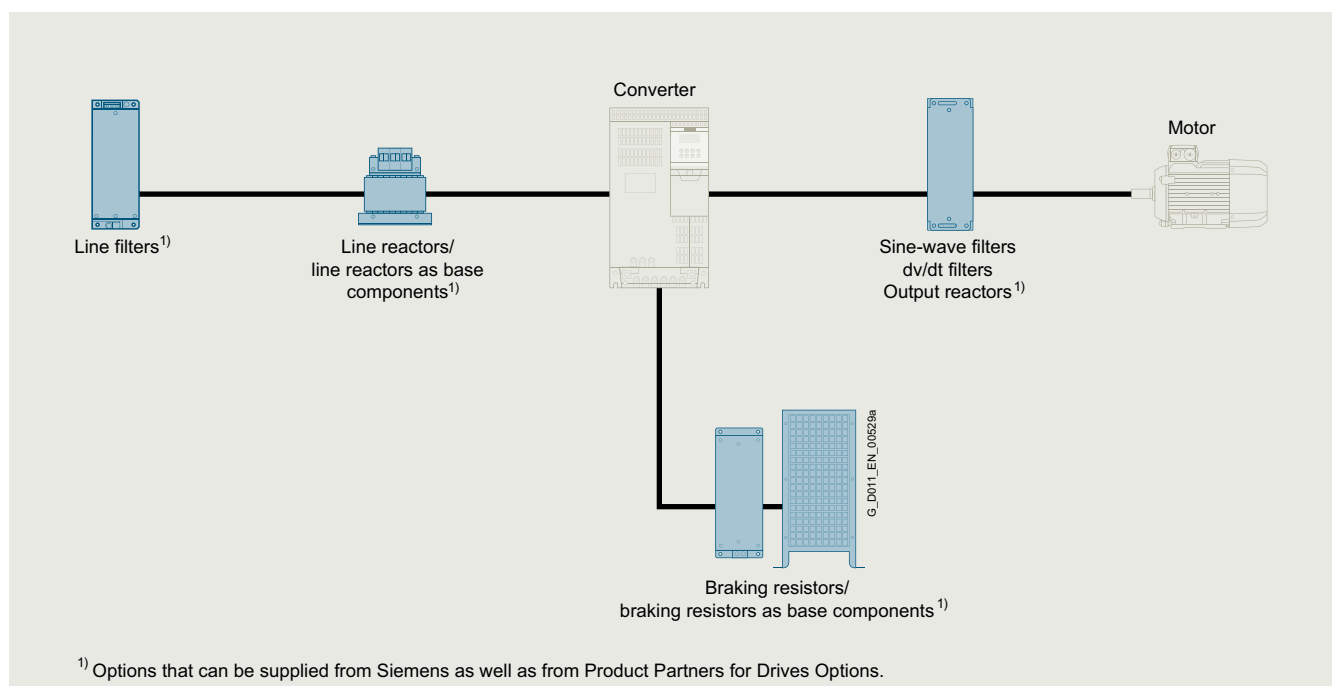 Converter
Motor
Line filters1)
Line reactors/
line reactors as base
components1)
Sine-wave filters
dv/dt filters
Output reactors1)
G_D011_EN_00529a
Braking resistors/
braking resistors as base components1)
1) Options that can be supplied from Siemens as well as from Product Partners for Drives Options.